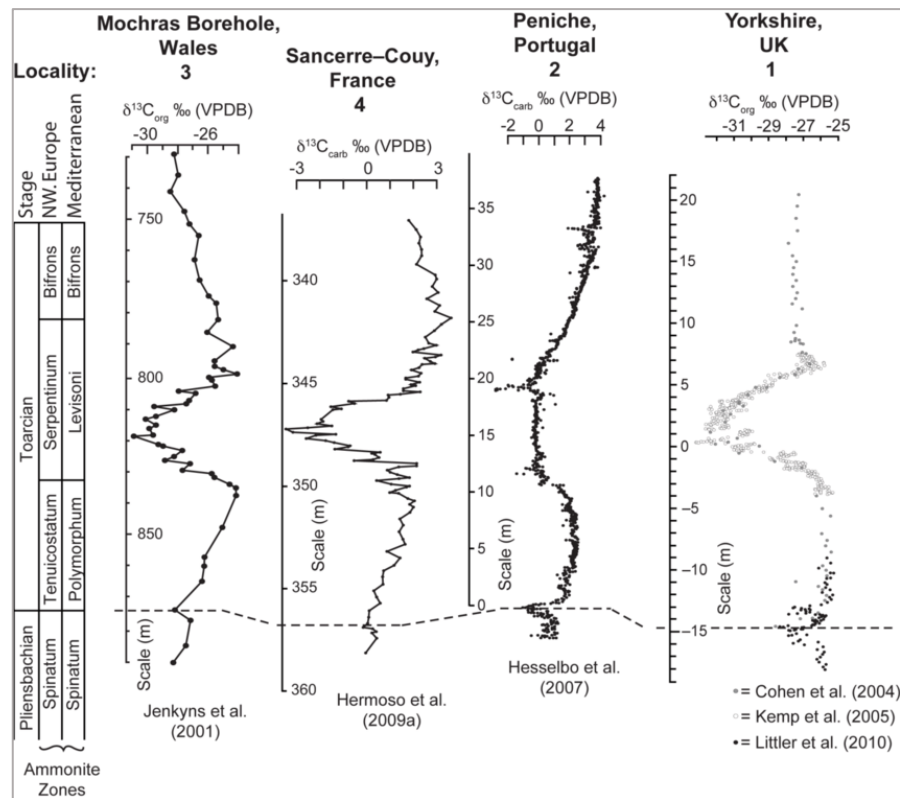 Locality:
Mochras Borehole,
Wales
3
Sancerre–Couy,
France
4
Peniche,
Portugal
2
Yorkshire,
UK
1
δ13Corg ‰ (VPDB)
-30 -26
δ13Ccarb ‰ (VPDB)
-3 0 3
δ13Ccarb ‰ (VPDB)
-2 0 2 4
δ13Corg ‰ (VPDB)
-31 -29 -27 -25
Stage
NW. Europe
Mediterranean
Toarcian
Pliensbachian
Bifrons
Serpentinum
Tenuicostatum
Spinatum
Bifrons
Levisoni
Polymorphum
Spinatum
Ammonite
Zones
750
800
850
Scale (m)
Jenkyns et al.
(2001)
340
345
350
355
360
Scale (m)
Hermoso et al.
(2009a)
35
30
25
20
15
10
5
0
Scale (m)
Hesselbo et al.
(2007)
20
15
10
5
0
−5
−10
−15
Scale (m)
= Cohen et al. (2004)
= Kemp et al. (2005)
= Littler et al. (2010)